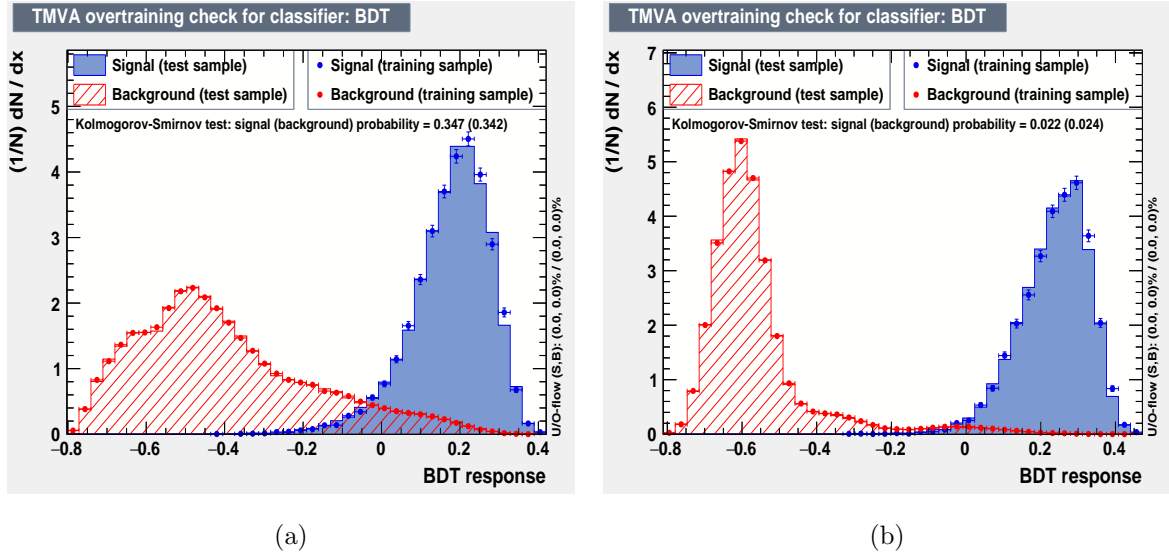 TMVA overtraining check for classifier: BDT
Signal (test sample)
Background (test sample)
Signal (training sample)
Background (training sample)
Kolmogorov-Smirnov test: signal (background) probability = 0.347 (0.342)
(1/N) dN / dx
5
4
3
2
1
0
−0.8 −0.6 −0.4 −0.2 0 0.2 0.4
BDT response
U/O-flow (S,B): (0.0, 0.0)% / (0.0, 0.0)%
(a)
TMVA overtraining check for classifier: BDT
Signal (test sample)
Background (test sample)
Signal (training sample)
Background (training sample)
Kolmogorov-Smirnov test: signal (background) probability = 0.022 (0.024)
(1/N) dN / dx
7
6
5
4
3
2
1
0
−0.8 −0.6 −0.4 −0.2 0 0.2 0.4
BDT response
U/O-flow (S,B): (0.0, 0.0)% / (0.0, 0.0)%
(b)